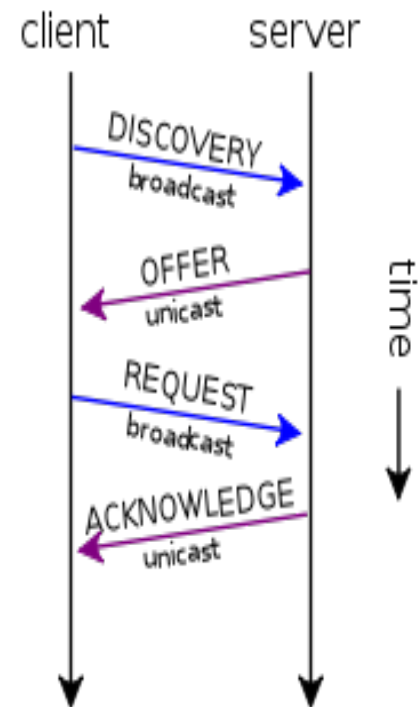 client
server
DISCOVERY
broadcast
OFFER
unicast
time
REQUEST
broadcast
ACKNOWLEDGE
unicast